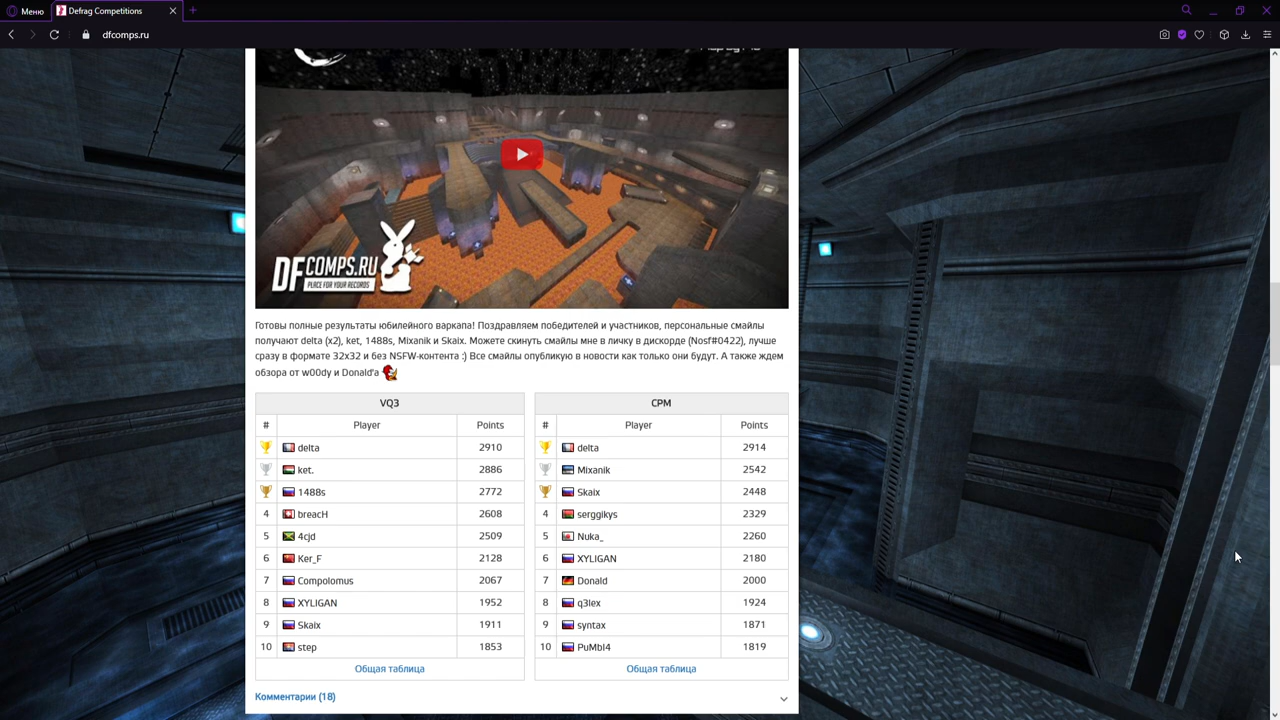 Меню
Defrag Competitions
dfcomps.ru
DFCOMPS.RU
PLACE FOR YOUR RECORDS
Готовы полные результаты юбилейного варкапа! Поздравляем победителей и участников, персональные смайлы
получают delta (x2), ket, 1488s, Mixanik и Skaix. Можете скинуть смайлы мне в личку в дискорде (Nosf#0422), лучше
сразу в формате 32x32 и без NSFW-контента :) Все смайлы опубликую в новости как только они будут. А также ждем
обзора от w00dy и Donald'a
VQ3
# Player Points
delta 2910
ket. 2886
1488s 2772
4 breacH 2608
5 4cjd 2509
6 Ker_F 2128
7 Compolomus 2067
8 XYLIGAN 1952
9 Skaix 1911
10 step 1853
Общая таблица
CPM
# Player Points
delta 2914
Mixanik 2542
Skaix 2448
4 serggikys 2329
5 Nuka_ 2260
6 XYLIGAN 2180
7 Donald 2000
8 q3lex 1924
9 syntax 1871
10 PuMbI4 1819
Общая таблица
Комментарии (18)